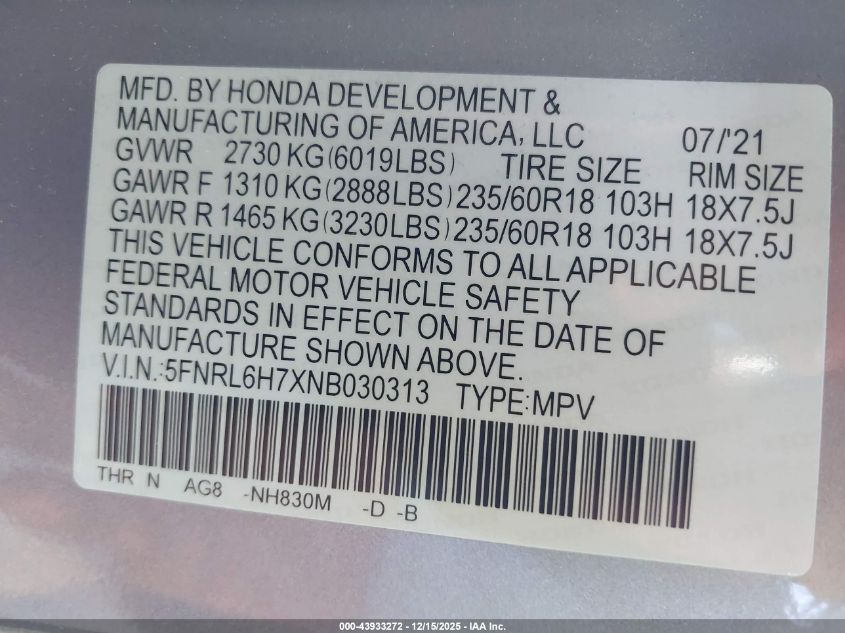 MFD. BY HONDA DEVELOPMENT &
MANUFACTURING OF AMERICA, LLC 07/'21
GVWR 2730 KG(6019LBS) TIRE SIZE RIM SIZE
GAWR F 1310 KG(2888LBS) 235/60R18 103H 18X7.5J
GAWR R 1465 KG(3230LBS) 235/60R18 103H 18X7.5J
THIS VEHICLE CONFORMS TO ALL APPLICABLE
FEDERAL MOTOR VEHICLE SAFETY
STANDARDS IN EFFECT ON THE DATE OF
MANUFACTURE SHOWN ABOVE.
V.I.N.:5FNRL6H7XNB030313 TYPE:MPV
THR N AG8 -NH830M -D -B
000-43933272 - 12/15/2025 - IAA Inc.